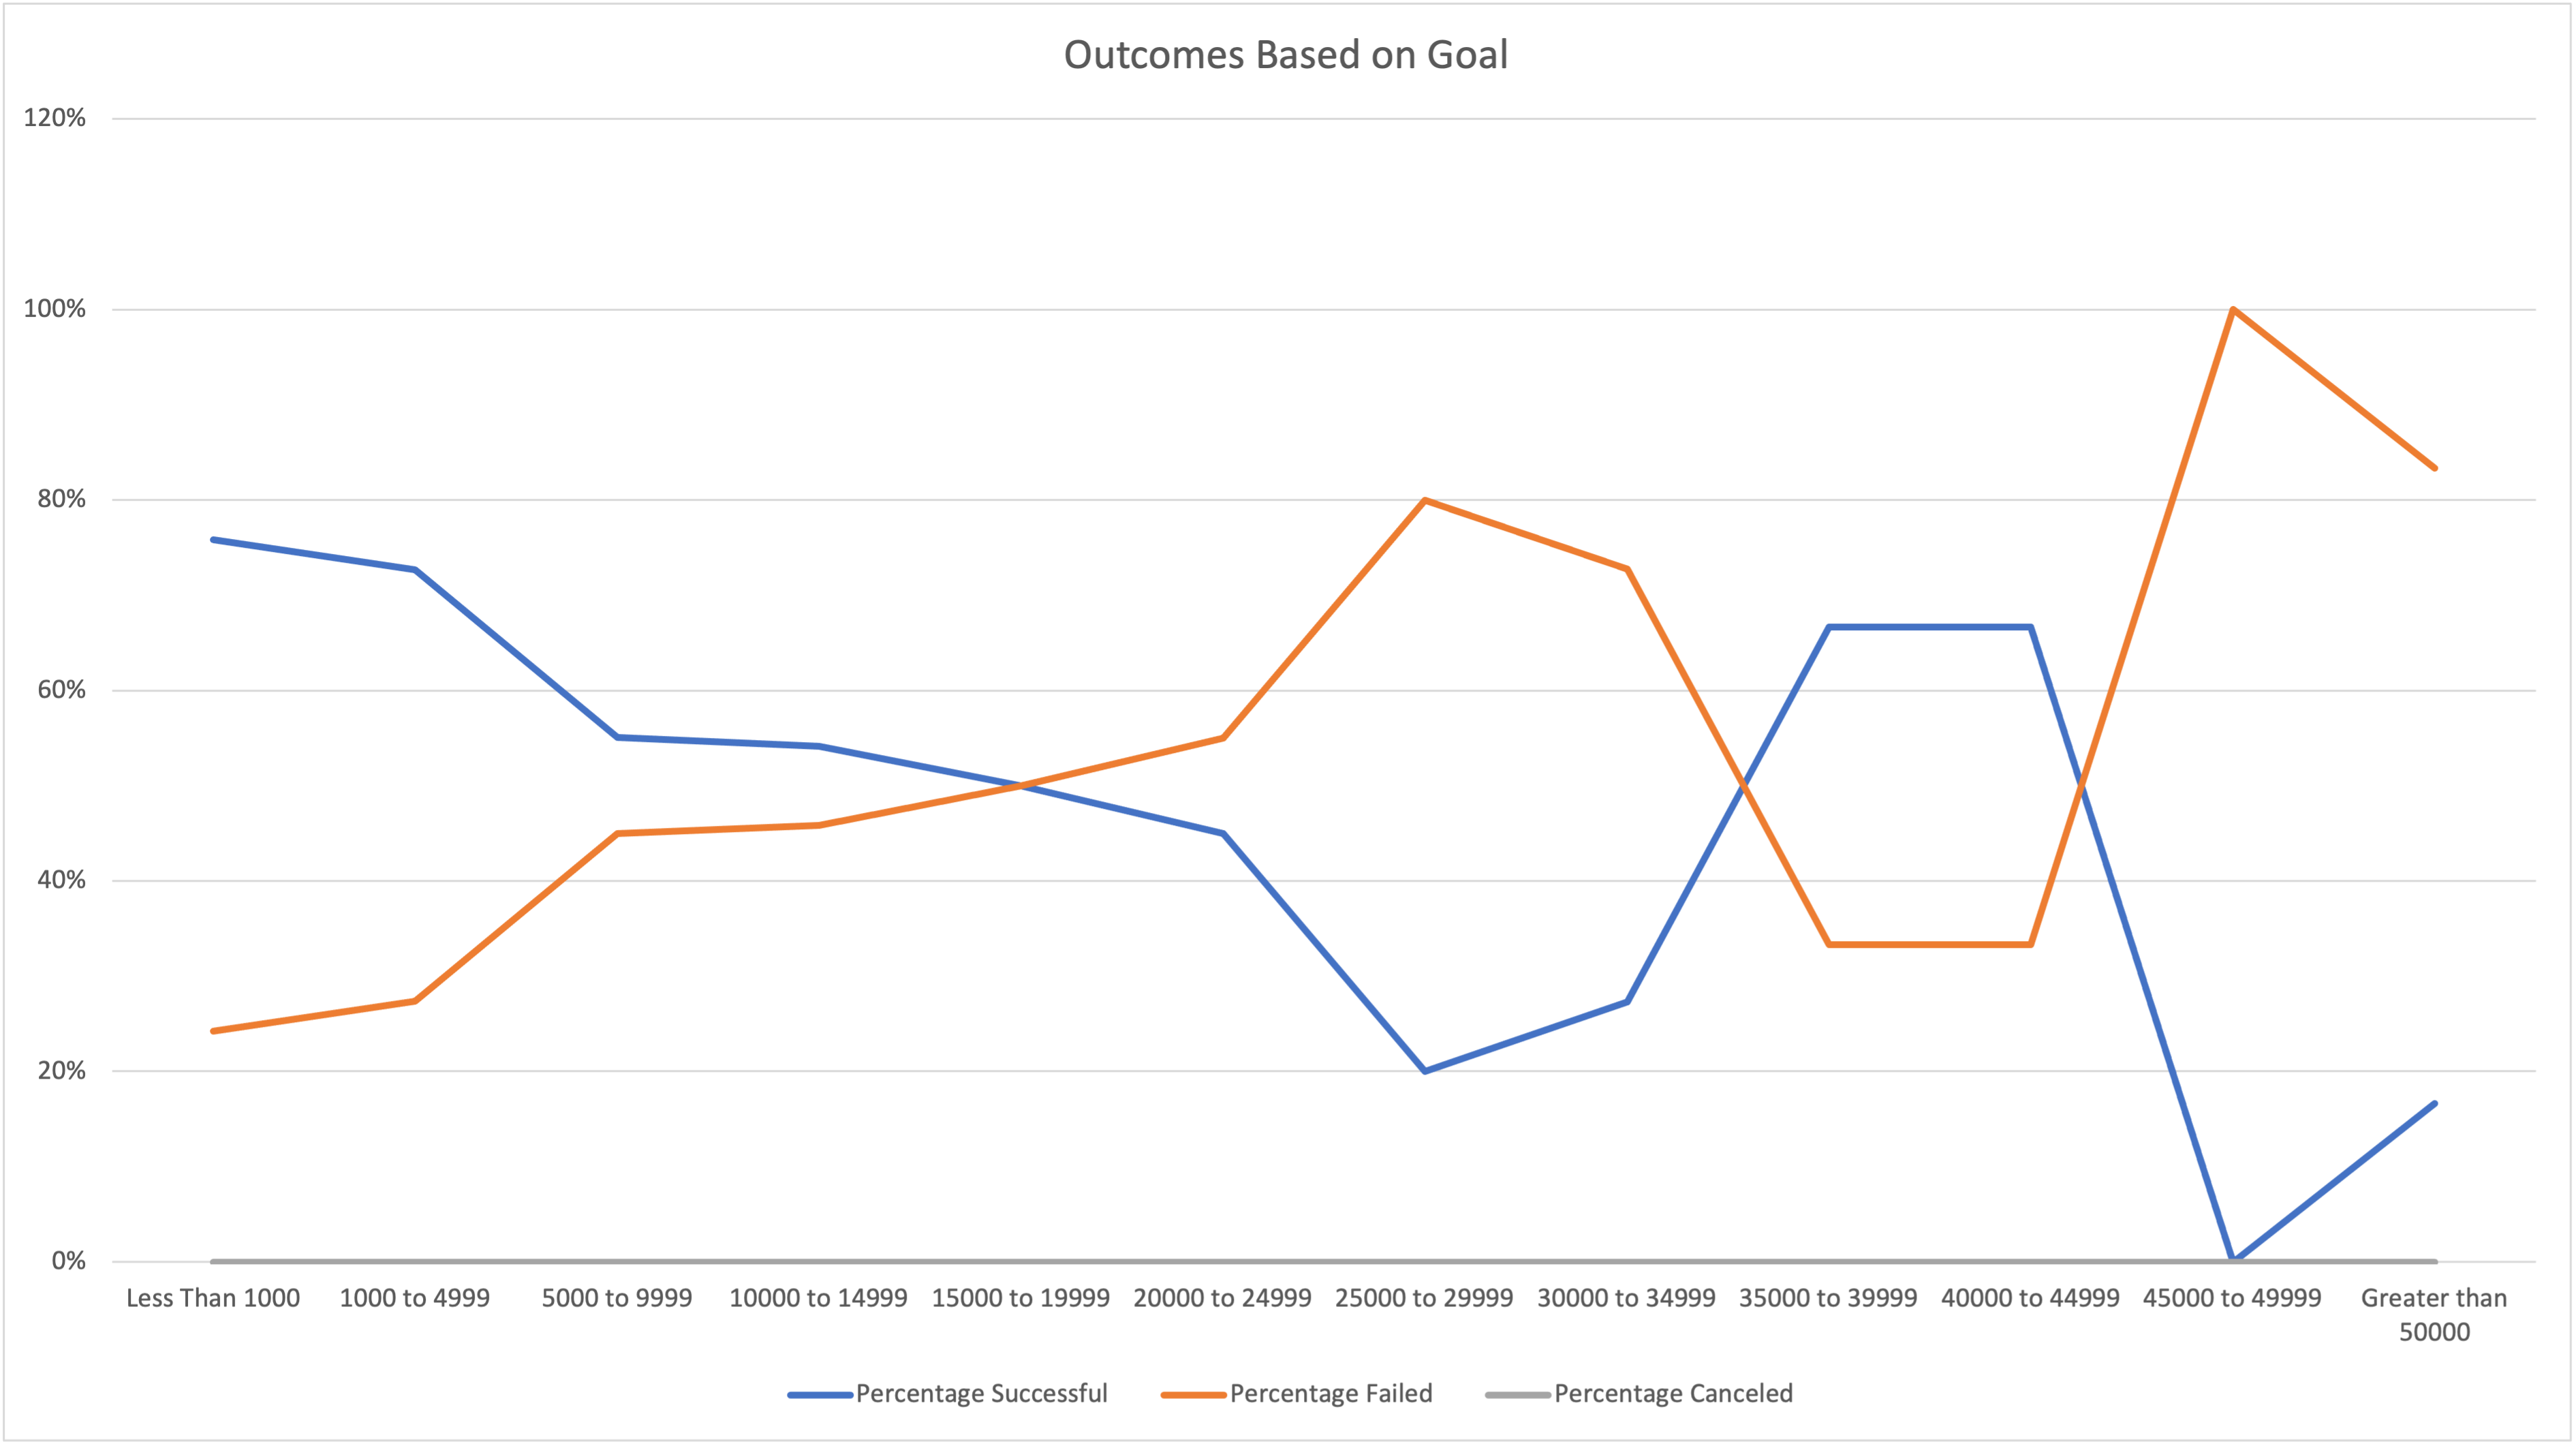 Outcomes Based on Goal
120%
100%
80%
60%
40%
20%
0%
Less Than 1000
1000 to 4999
5000 to 9999
10000 to 14999
15000 to 19999
20000 to 24999
25000 to 29999
30000 to 34999
35000 to 39999
40000 to 44999
45000 to 49999
Greater than
50000
Percentage Successful
Percentage Failed
Percentage Canceled